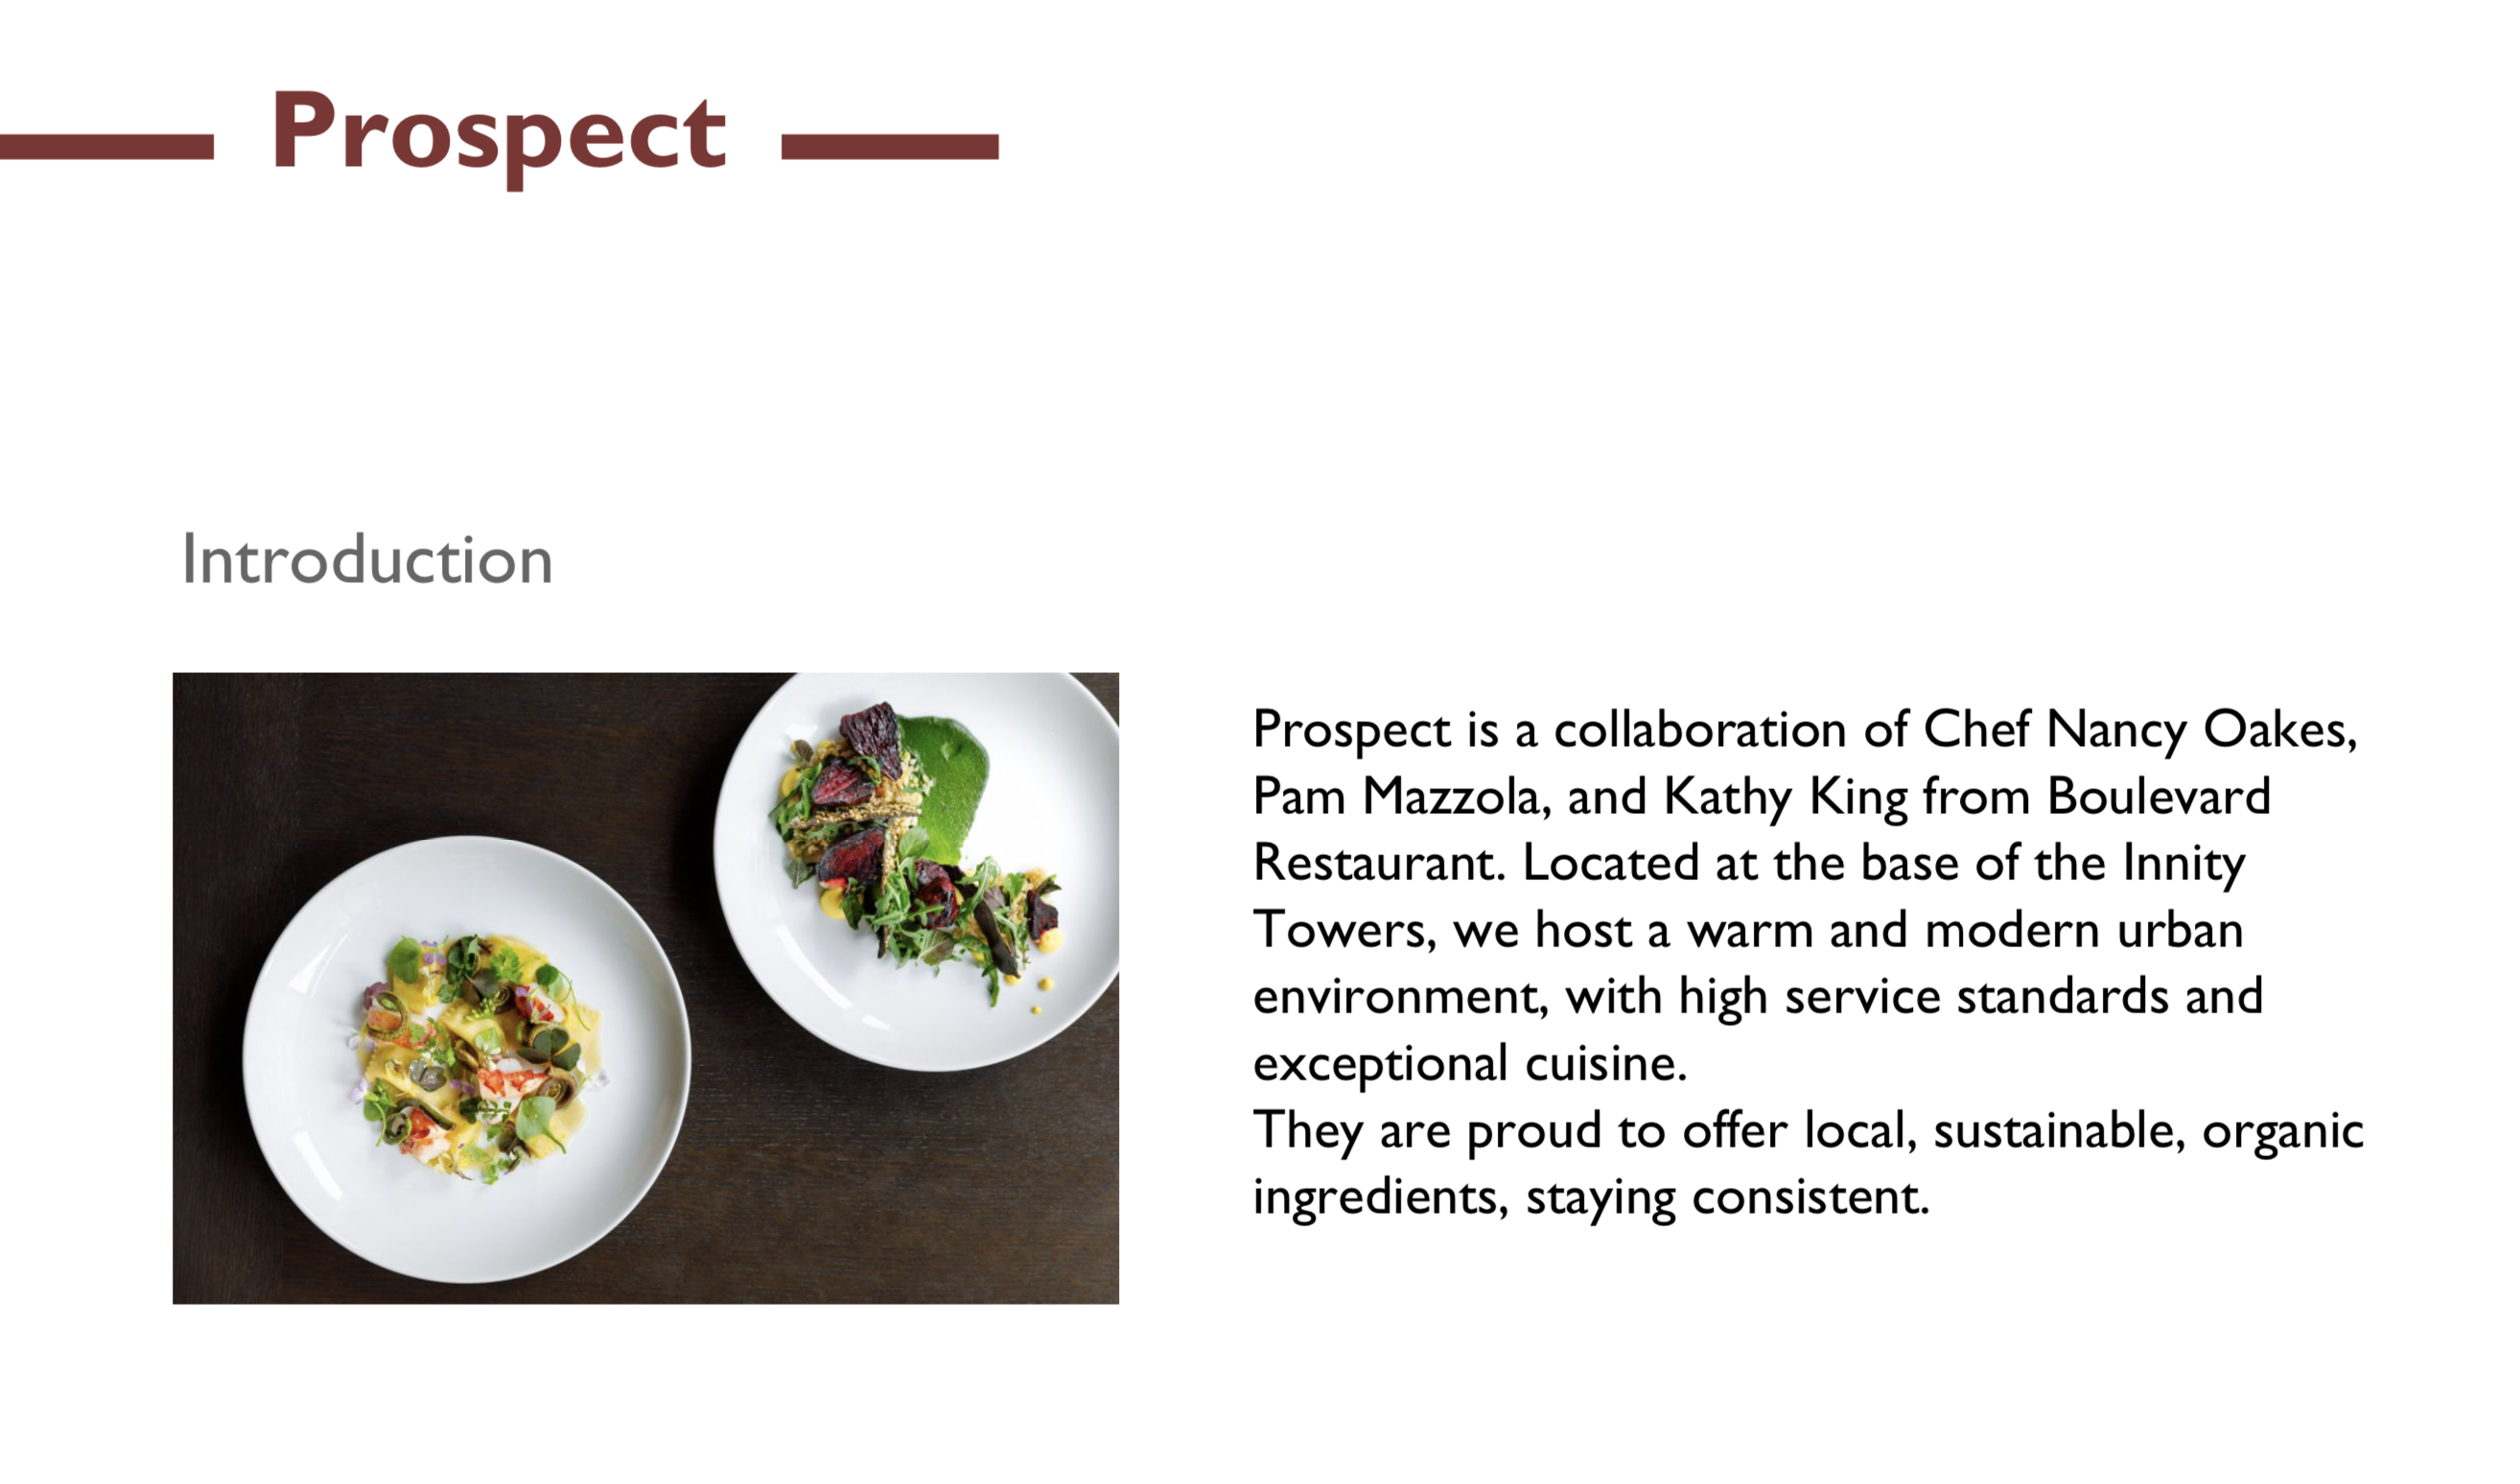 Prospect
Introduction
Prospect is a collaboration of Chef Nancy Oakes,
Pam Mazzola, and Kathy King from Boulevard
Restaurant. Located at the base of the Innity
Towers, we host a warm and modern urban
environment, with high service standards and
exceptional cuisine.
They are proud to offer local, sustainable, organic
ingredients, staying consistent.